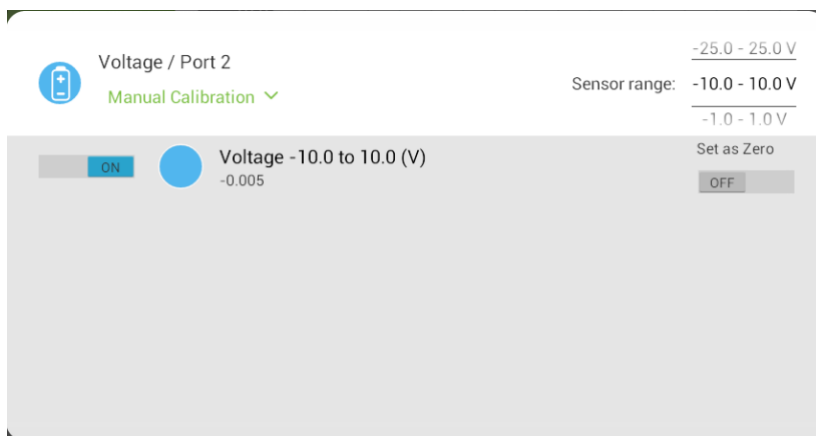 Voltage / Port 2
Manual Calibration
Sensor range:
-25.0 - 25.0 V
-10.0 - 10.0 V
-1.0 - 1.0 V
ON
Voltage -10.0 to 10.0 (V)
-0.005
Set as Zero
OFF